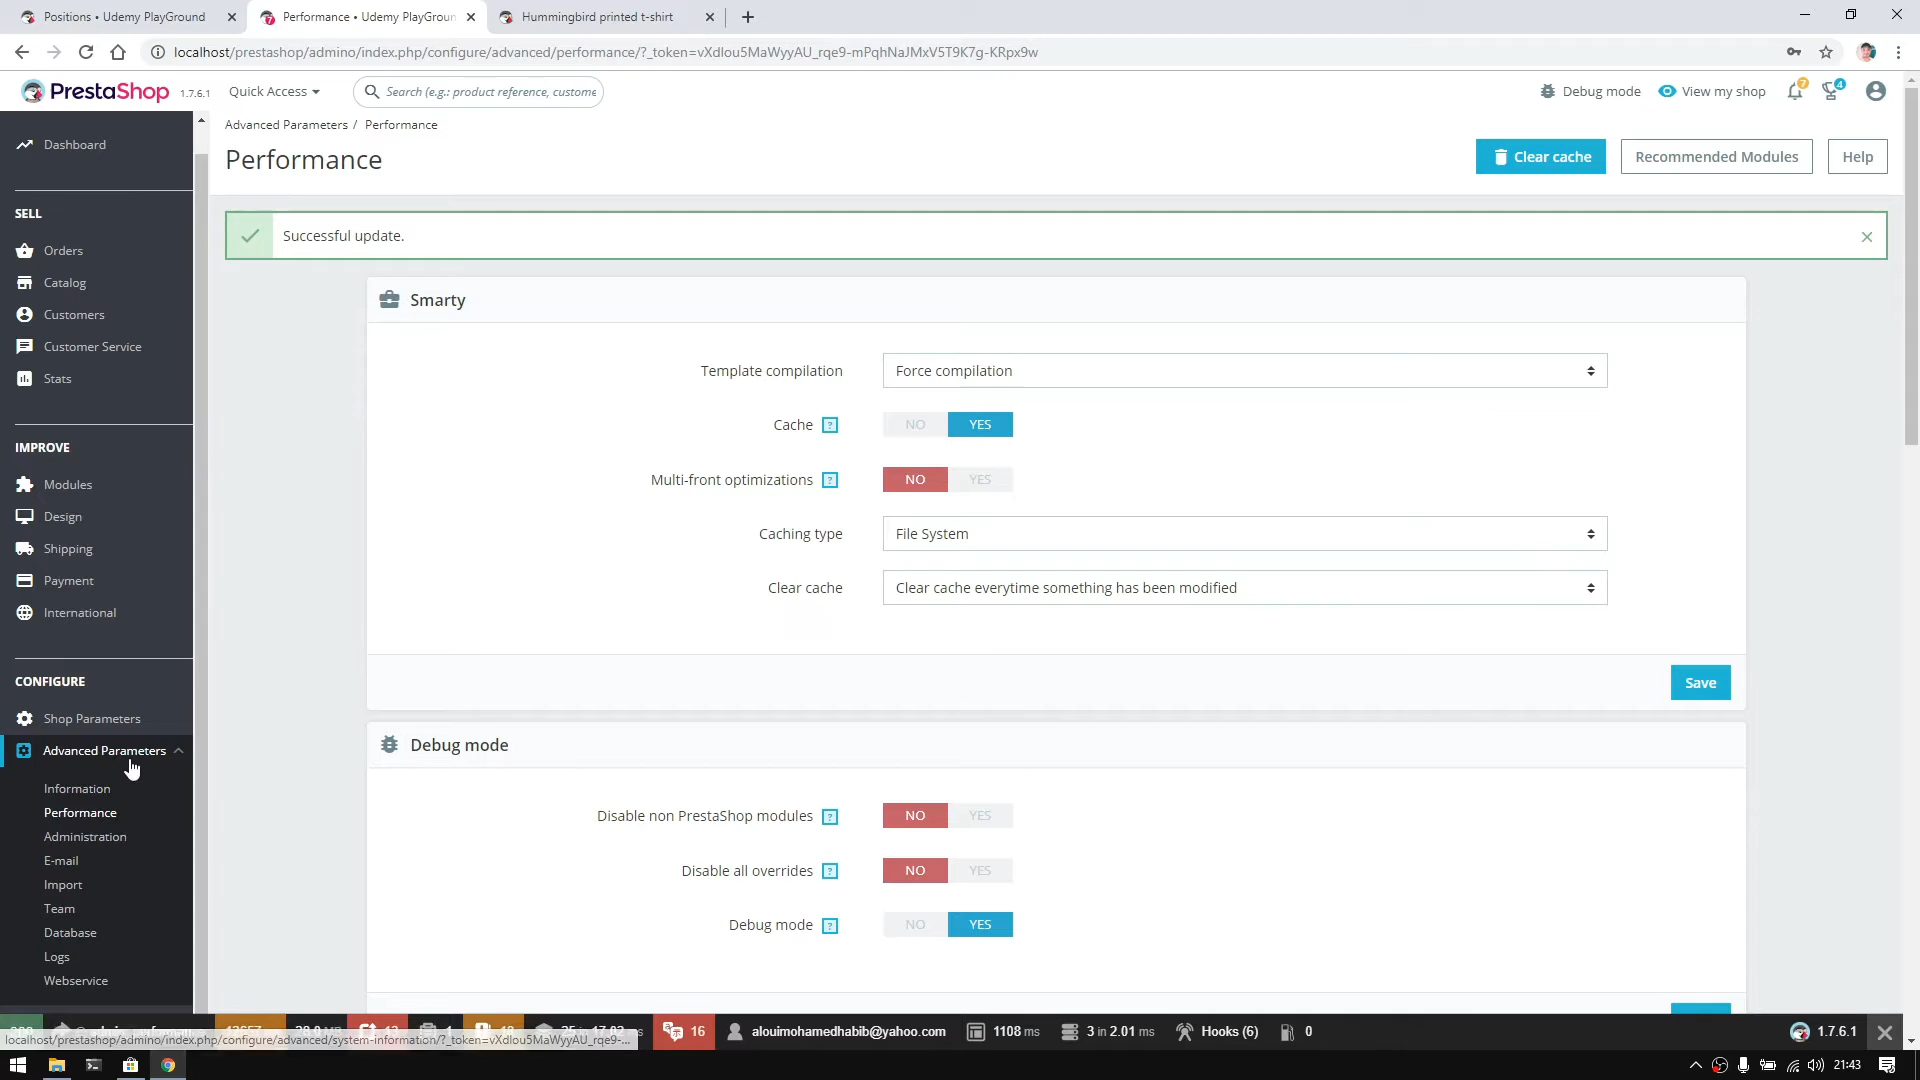 Positions • Udemy PlayGround
Performance • Udemy PlayGroun
Hummingbird printed t-shirt
localhost/prestashop/admino/index.php/configure/advanced/performance/?_token=vXdlou5MaWyyAU_rqe9-mPqhNaJMxV5T9K7g-KRpx9w
PrestaShop 1.7.6.1
Quick Access
Search (e.g.: product reference, custome
Debug mode
View my shop
7
4
Dashboard
SELL
Orders
Catalog
Customers
Customer Service
Stats
IMPROVE
Modules
Design
Shipping
Payment
International
CONFIGURE
Shop Parameters
Advanced Parameters
Information
Performance
Administration
E-mail
Import
Team
Database
Logs
Webservice
Advanced Parameters / Performance
Performance
Clear cache
Recommended Modules
Help
Successful update.
Smarty
Template compilation
Force compilation
Cache ?
NO YES
Multi-front optimizations ?
NO YES
Caching type
File System
Clear cache
Clear cache everytime something has been modified
Save
Debug mode
Disable non PrestaShop modules ?
NO YES
Disable all overrides ?
NO YES
Debug mode ?
NO YES
16
alouimohamedhabib@yahoo.com
1108 ms
3 in 2.01 ms
Hooks (6)
0
1.7.6.1
localhost/prestashop/admino/index.php/configure/advanced/system-information/?_token=vXdlou5MaWyyAU_rqe9-...
21:43